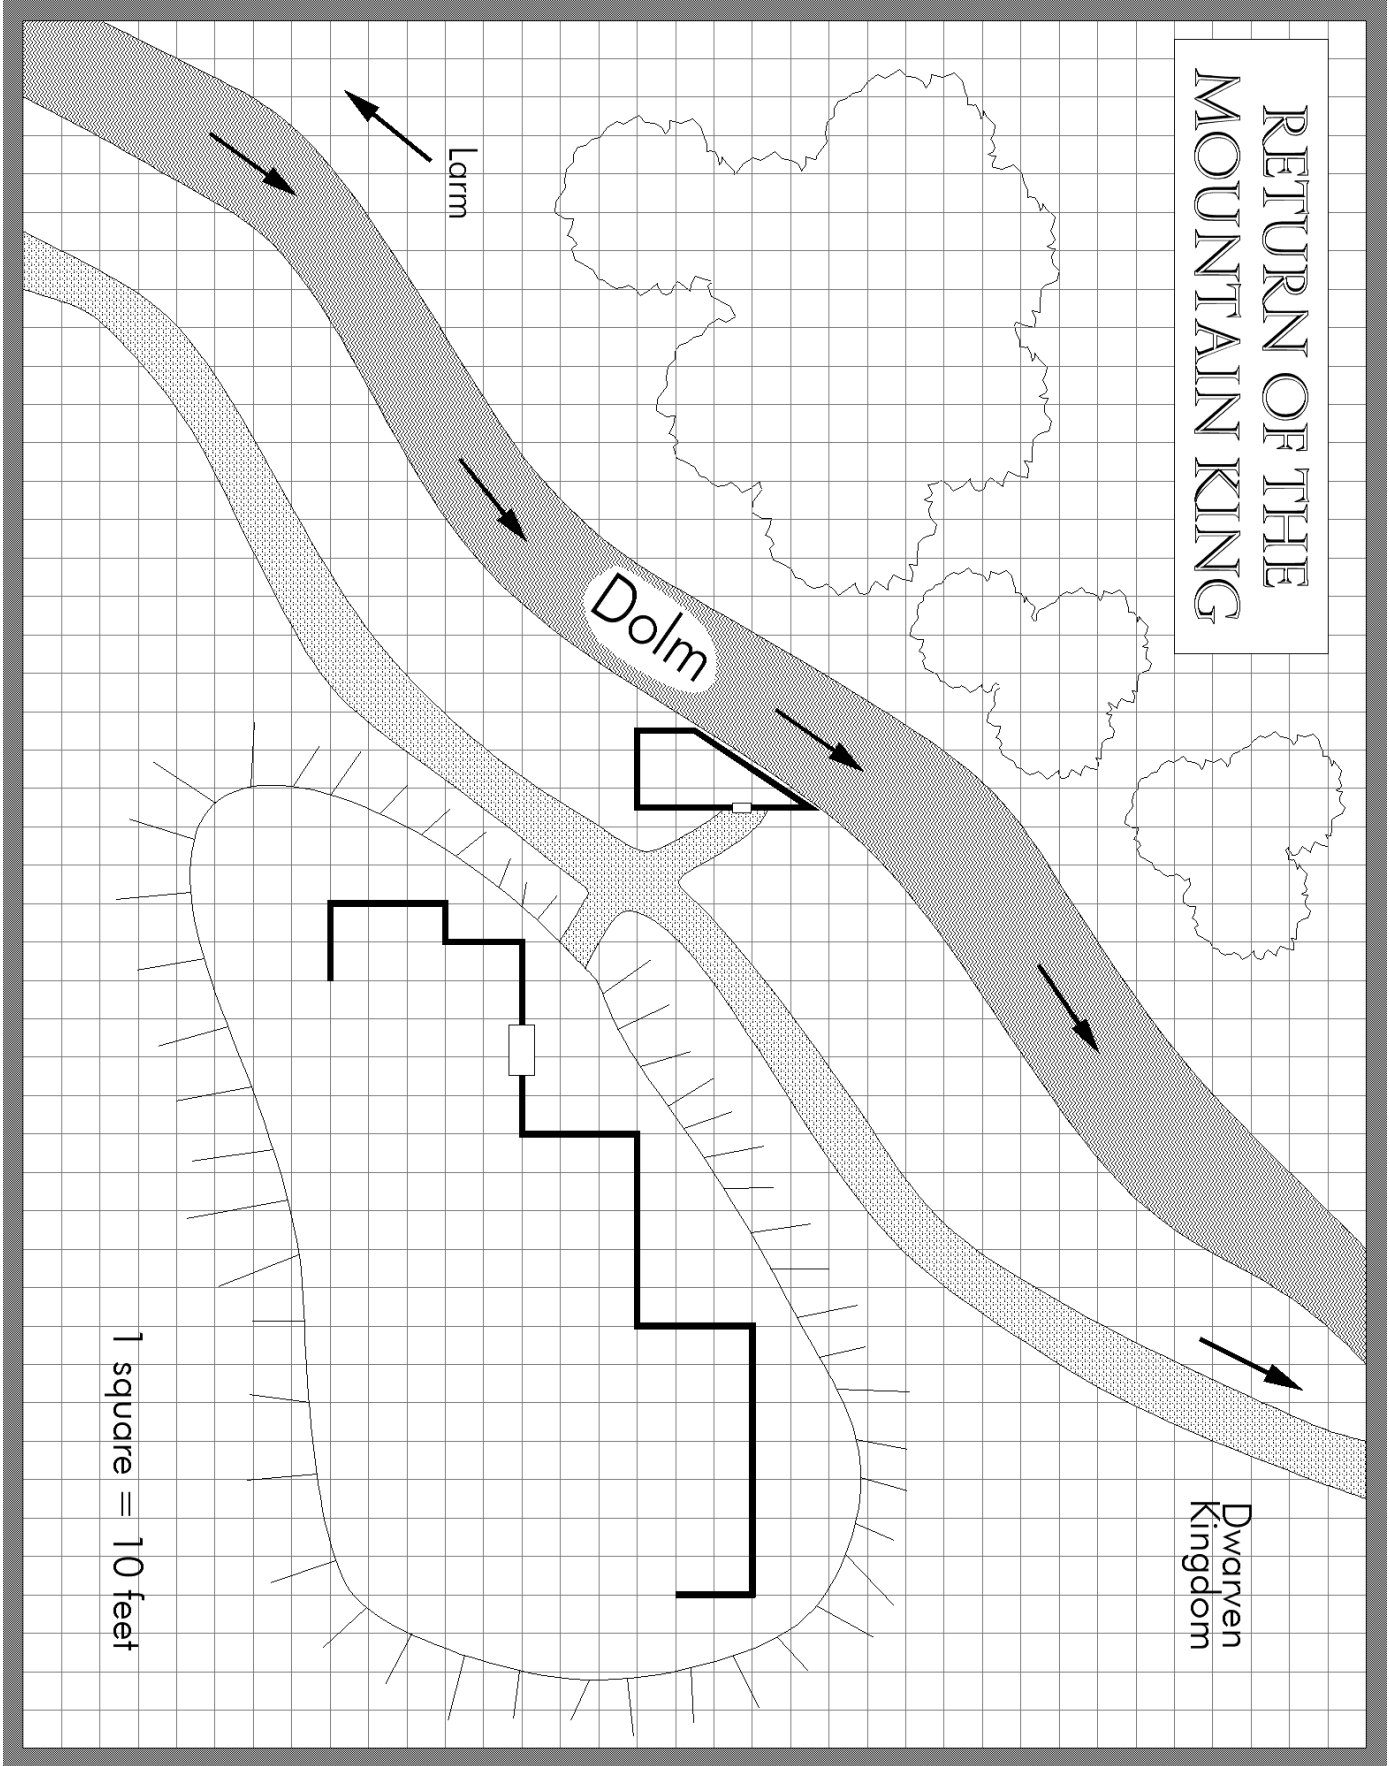 RETURN OF THE
MOUNTAIN KING
Larm
Dolm
Dwarven
Kingdom
1 square = 10 feet